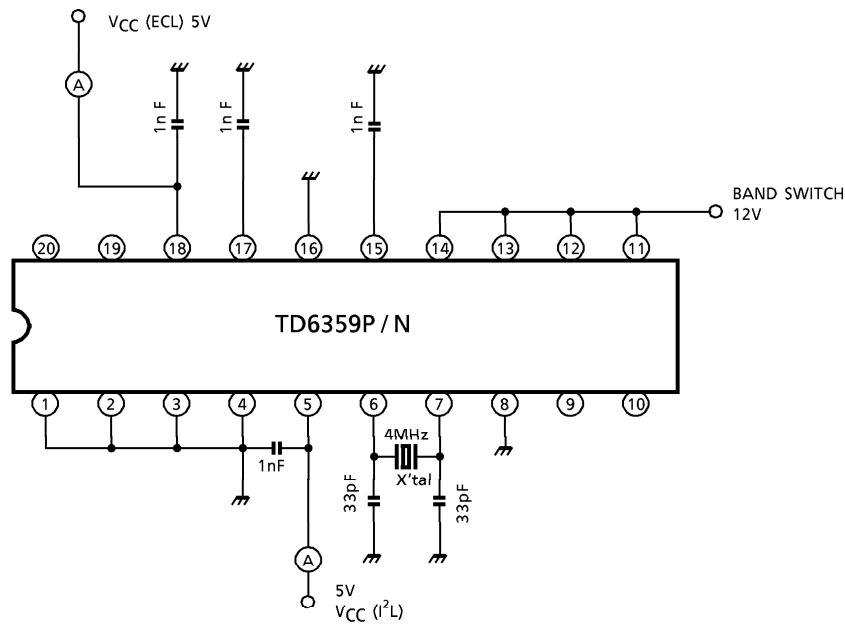 VCC (ECL) 5V
A
1n F
1n F
1n F
BAND SWITCH
12V
20 19 18 17 16 15 14 13 12 11
TD6359P / N
1 2 3 4 5 6 7 8 9 10
1nF
4MHz
X'tal
33pF
33pF
A
5V
VCC (I²L)